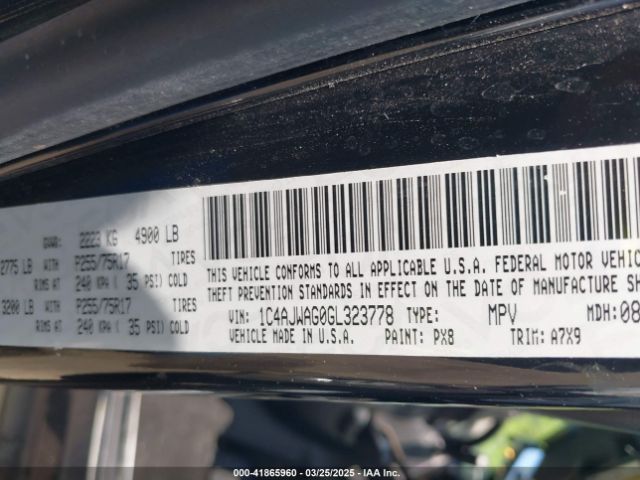 GVWR: 2223 KG 4900 LB
2775 LB WITH P255/75R17 TIRES
RIMS AT 240 KPA ( 35 PSI) COLD
3200 LB WITH P255/75R17 TIRES
RIMS AT 240 KPA ( 35 PSI) COLD
THIS VEHICLE CONFORMS TO ALL APPLICABLE U.S.A. FEDERAL MOTOR VEHIC
THEFT PREVENTION STANDARDS IN EFFECT ON THE DATE OF MANUFACTURE SH
VIN: 1C4AJWAG0GL323778 TYPE: MPV MDH:08
VEHICLE MADE IN U.S.A. PAINT: PX8 TRIM: A7X9
000-41865960 — 03/25/2025 - IAA Inc.